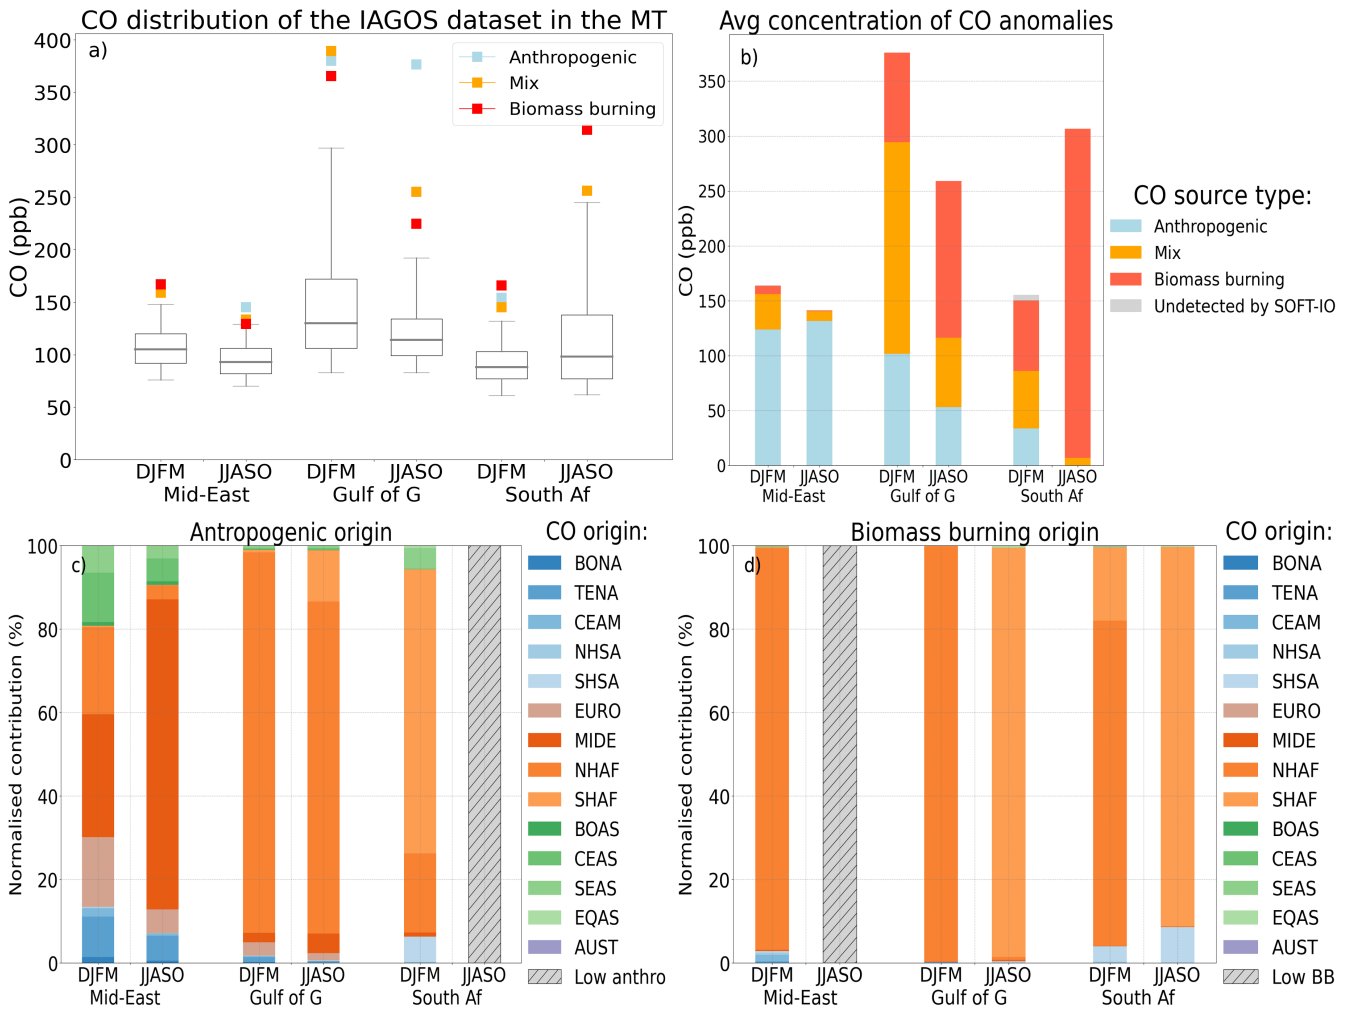 CO distribution of the IAGOS dataset in the MT
a)
Anthropogenic
Mix
Biomass burning
CO (ppb)
400
350
300
250
200
150
100
50
0
DJFM JJASO DJFM JJASO DJFM JJASO
Mid-East Gulf of G South Af
Avg concentration of CO anomalies
b)
CO (ppb)
350
300
250
200
150
100
50
0
DJFM JJASO DJFM JJASO DJFM JJASO
Mid-East Gulf of G South Af
CO source type:
Anthropogenic
Mix
Biomass burning
Undetected by SOFT-IO
Antropogenic origin
c)
Normalised contribution (%)
100
80
60
40
20
0
DJFM JJASO DJFM JJASO DJFM JJASO
Mid-East Gulf of G South Af
CO origin:
BONA
TENA
CEAM
NHSA
SHSA
EURO
MIDE
NHAF
SHAF
BOAS
CEAS
SEAS
EQAS
AUST
Low anthro
Biomass burning origin
d)
Normalised contribution (%)
100
80
60
40
20
0
DJFM JJASO DJFM JJASO DJFM JJASO
Mid-East Gulf of G South Af
CO origin:
BONA
TENA
CEAM
NHSA
SHSA
EURO
MIDE
NHAF
SHAF
BOAS
CEAS
SEAS
EQAS
AUST
Low BB